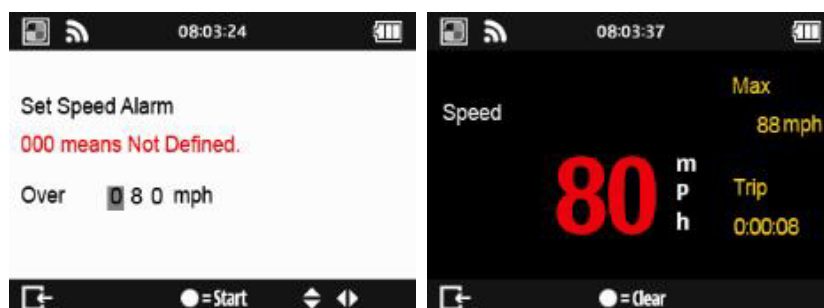 08:03:24
Set Speed Alarm
000 means Not Defined.
Over 0 8 0 mph
= Start
08:03:37
Speed
Max
88 mph
80
m
p
h
Trip
0:00:08
= Clear